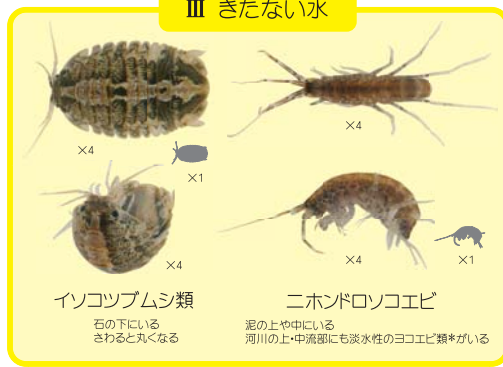 Ⅲ きたない水
×4
×4
×1
×4
×4
×1
イソコツブムシ類
ニホンドロソコエビ
石の下にいる
さわると丸くなる
泥の上や中にいる
河川の上・中流部にも淡水性のヨコエビ類*がいる